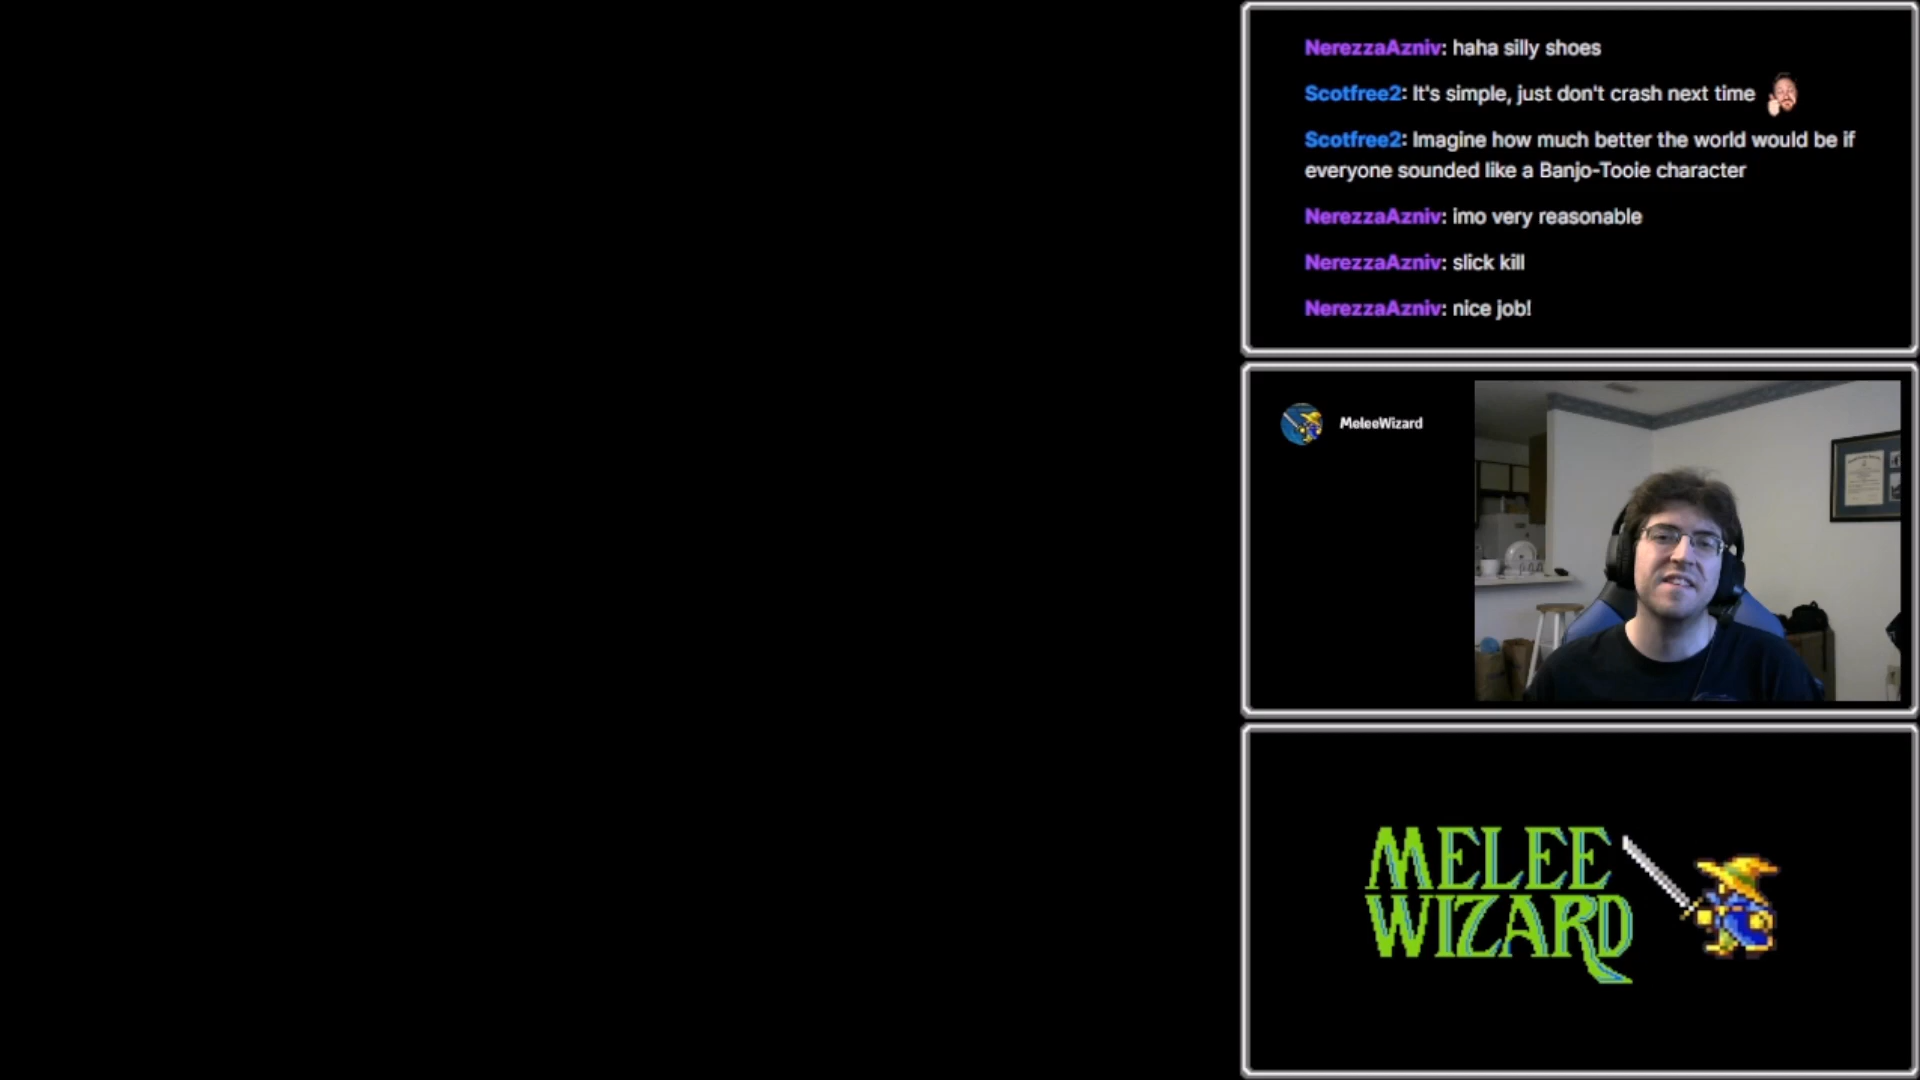 NerezzaAzniv: haha silly shoes
Scotfree2: It's simple, just don't crash next time
Scotfree2: Imagine how much better the world would be if
everyone sounded like a Banjo-Tooie character
NerezzaAzniv: imo very reasonable
NerezzaAzniv: slick kill
NerezzaAzniv: nice job!
MeleeWizard
MELEE
WIZARD